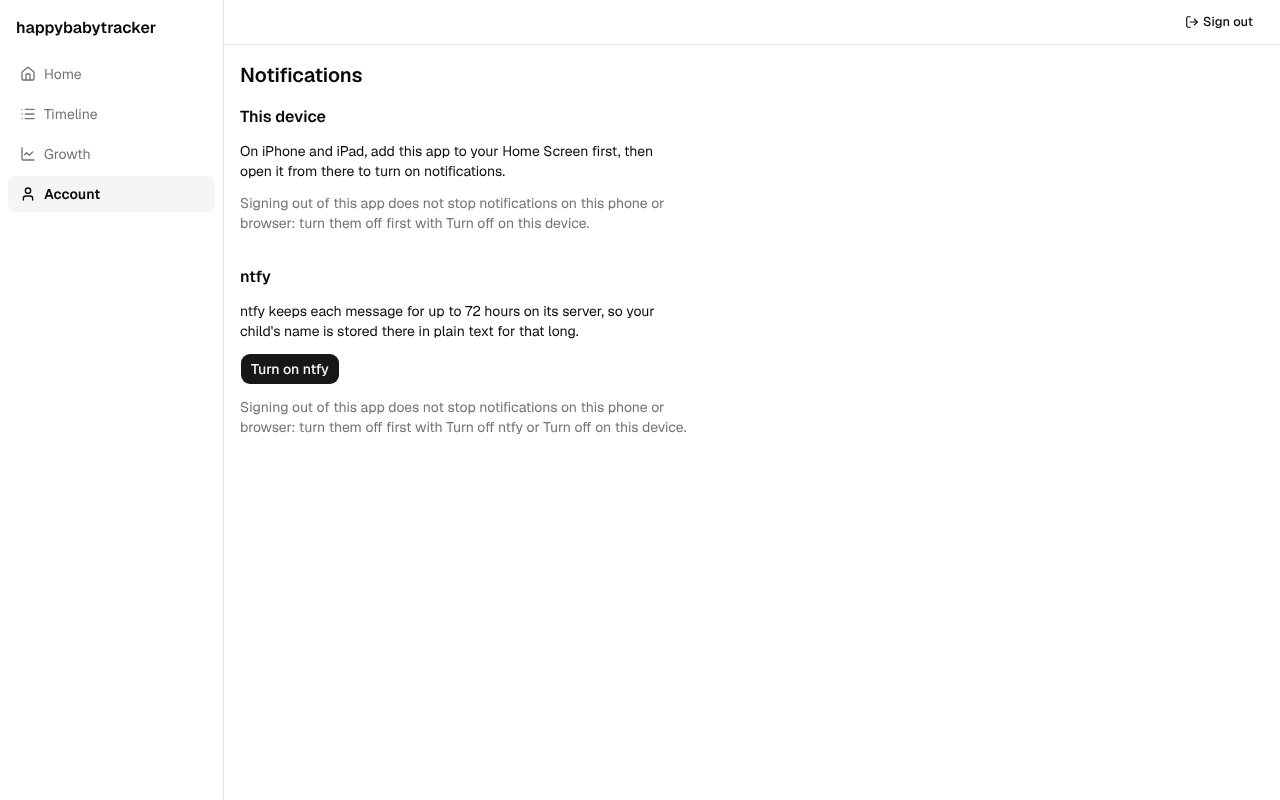 happybabytracker
Sign out
Home
Timeline
Growth
Account
Notifications
This device
On iPhone and iPad, add this app to your Home Screen first, then
open it from there to turn on notifications.
Signing out of this app does not stop notifications on this phone or
browser: turn them off first with Turn off on this device.
ntfy
ntfy keeps each message for up to 72 hours on its server, so your
child's name is stored there in plain text for that long.
Turn on ntfy
Signing out of this app does not stop notifications on this phone or
browser: turn them off first with Turn off ntfy or Turn off on this device.